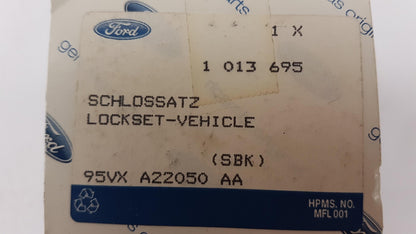 Ford
1 X
1 013 695
SCHLOSSATZ
LOCKSET-VEHICLE
(SBK)
95VX A22050 AA
HPMS. NO.
MFL 001